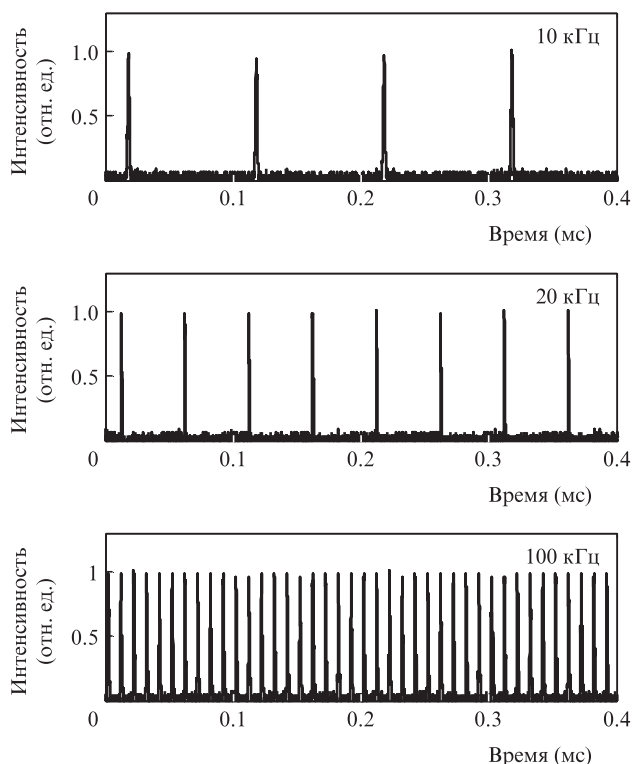 Интенсивность
(отн. ед.)
10 кГц
1.0
0.5
0
0.1
0.2
0.3
0.4
Время (мс)
Интенсивность
(отн. ед.)
20 кГц
1.0
0.5
0
0.1
0.2
0.3
0.4
Время (мс)
Интенсивность
(отн. ед.)
100 кГц
1
0.5
0
0.1
0.2
0.3
0.4
Время (мс)